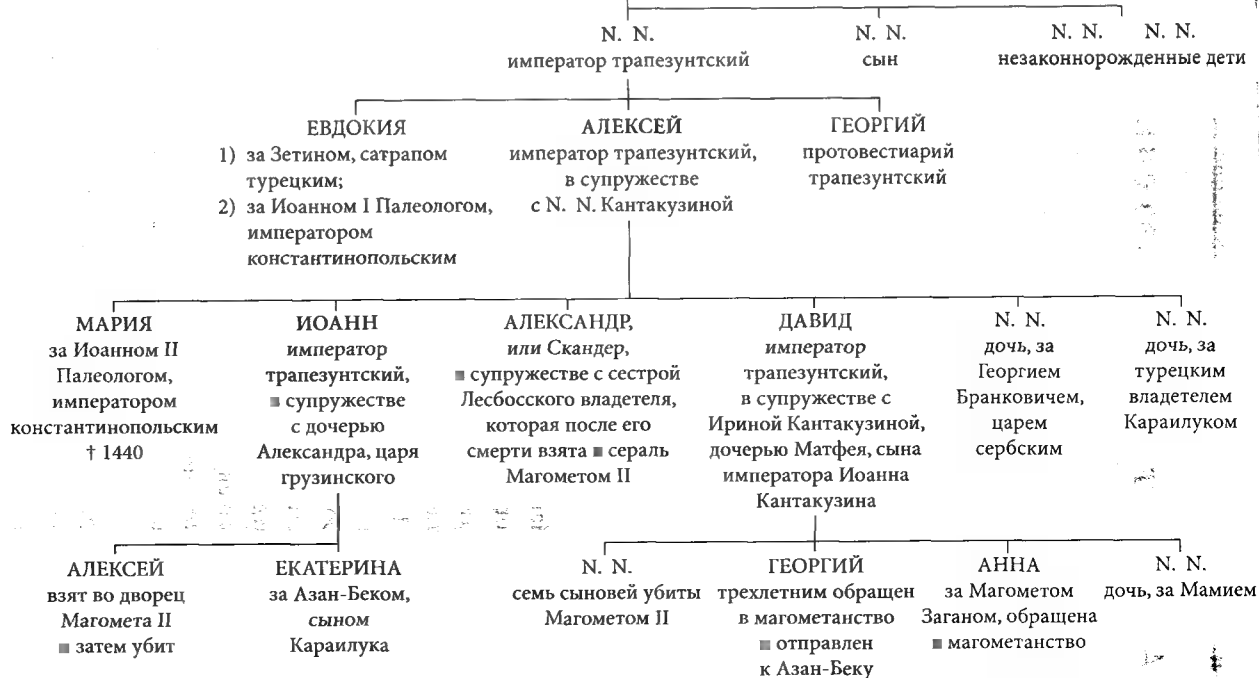 N. N.
император трапезунтский
N. N.
сын
N. N. N. N.
незаконнорожденные дети
ЕВДОКИЯ
1) за Зетином, сатрапом
турецким;
2) за Иоанном I Палеологом,
императором
константинопольским
АЛЕКСЕЙ
император трапезунтский,
в супружестве
с N. N. Кантакузиной
ГЕОРГИЙ
протовестиарий
трапезунтский
МАРИЯ
за Иоанном II
Палеологом,
императором
константинопольским
† 1440
ИОАНН
император
трапезунтский,
супружестве
с дочерью
Александра, царя
грузинского
АЛЕКСАНДР,
или Скандер,
супружестве с сестрой
Лесбосского владетеля,
которая после его
смерти взята сераль
Магометом II
ДАВИД
император
трапезунтский,
в супружестве с
Ириной Кантакузиной,
дочерью Матфея, сына
императора Иоанна
Кантакузина
N. N.
дочь, за
Георгием
Бранковичем,
царем
сербским
N. N.
дочь, за
турецким
владетелем
Караилуком
АЛЕКСЕЙ
взят во дворец
Магомета II
затем убит
ЕКАТЕРИНА
за Азан-Беком,
сыном
Караилука
N. N.
семь сыновей убиты
Магометом II
ГЕОРГИЙ
трехлетним обращен
в магометанство
отправлен
к Азан-Беку
АННА
за Магометом
Заганом, обращена
магометанство
N. N.
дочь, за Мамием